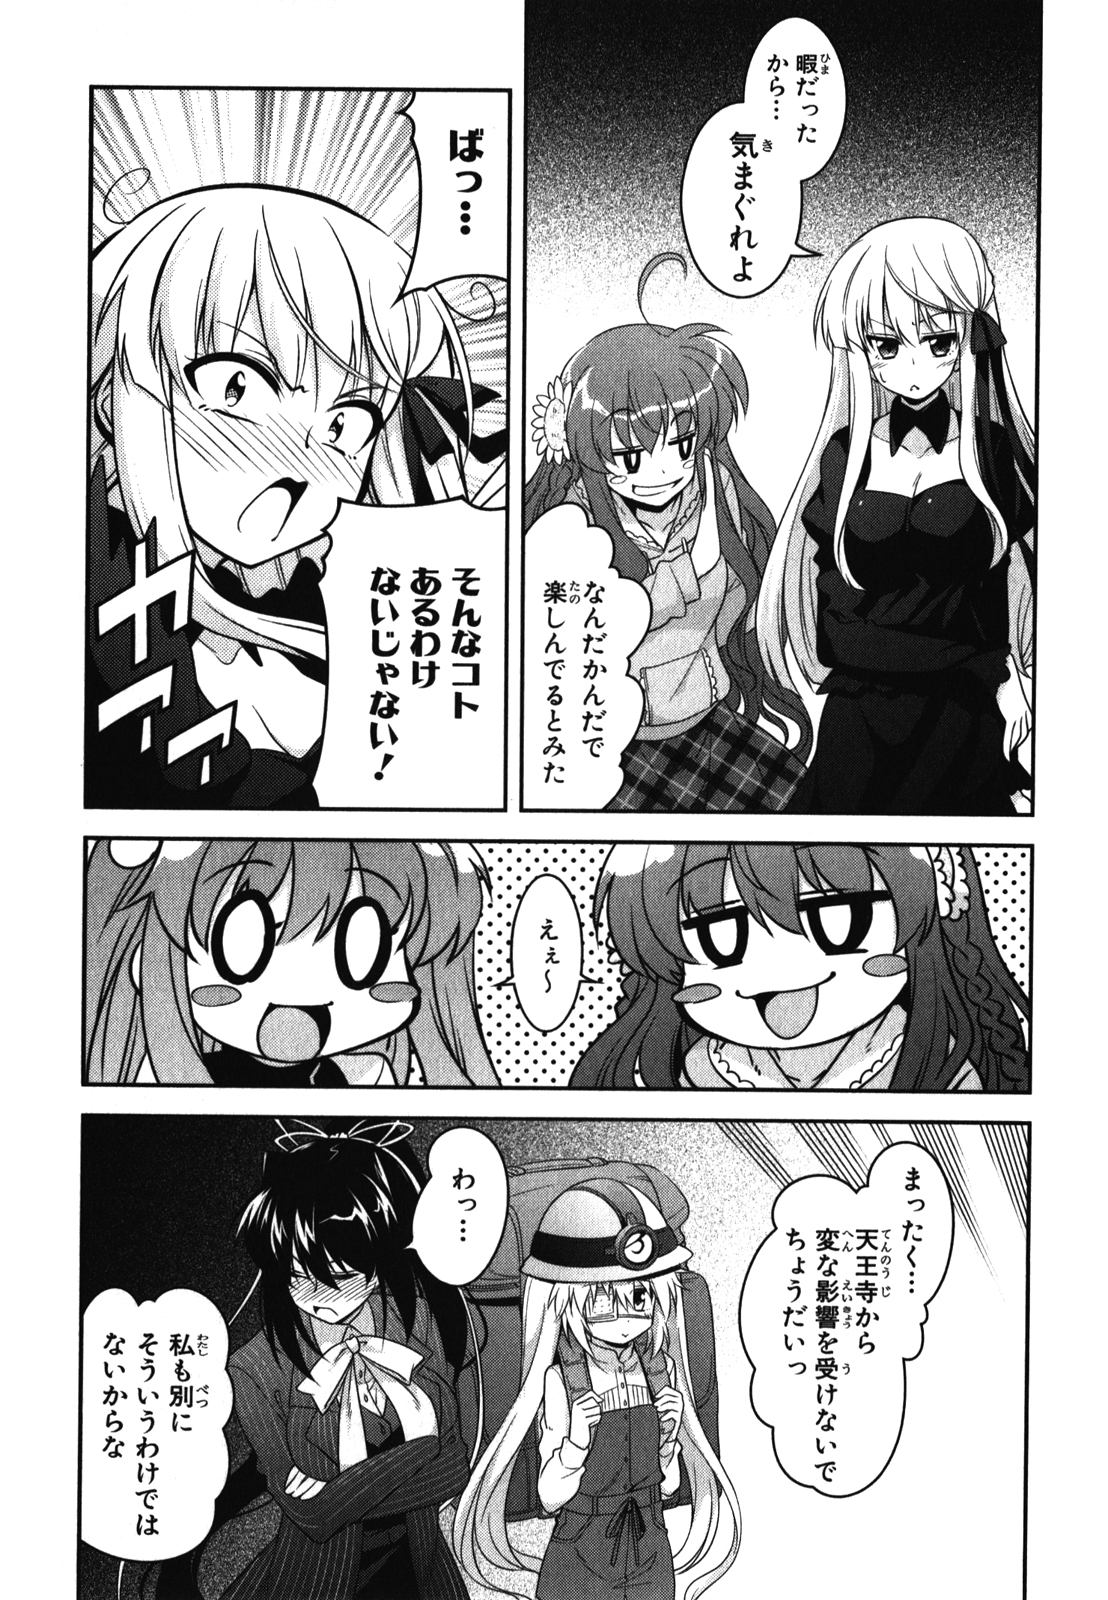 暇だった
から…
気まぐれよ
なんだかんだで
楽しんでるとみた
ばっ…
そんなコト
あるわけ
ないじゃない！
えぇ～
まったく…
天王寺から
変な影響を受けないで
ちょうだいっ
わっ…
私も別に
そういうわけでは
ないからな